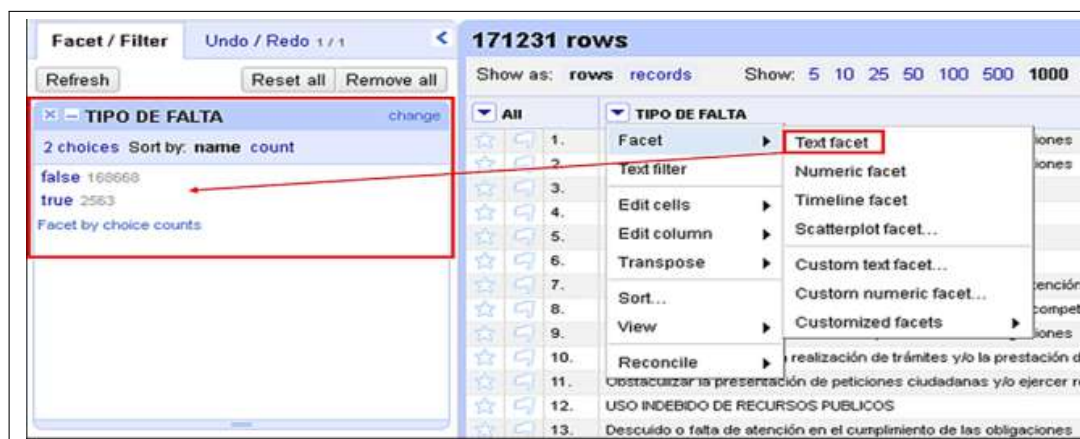 Facet / Filter
Undo / Redo 1 / 1
Refresh
Reset all
Remove all
TIPO DE FALTA
change
2 choices Sort by: name count
false 168668
true 2563
Facet by choice counts
171231 rows
Show as: rows records
Show: 5 10 25 50 100 500 1000
All
TIPO DE FALTA
1.
2.
3.
4.
5.
6.
7.
8.
9.
10.
11.
12.
13.
Facet
Text filter
Edit cells
Edit column
Transpose
Sort...
View
Reconcile
Text facet
Numeric facet
Timeline facet
Scatterplot facet...
Custom text facet...
Custom numeric facet...
Customized facets
iones
iones
ención
compet
iones
realización de trámites y/o la prestación d
Obstaculizar la presentación de peticiones ciudadanas y/o ejercer r
USO INDEBIDO DE RECURSOS PUBLICOS
Descuido o falta de atención en el cumplimiento de las obligaciones